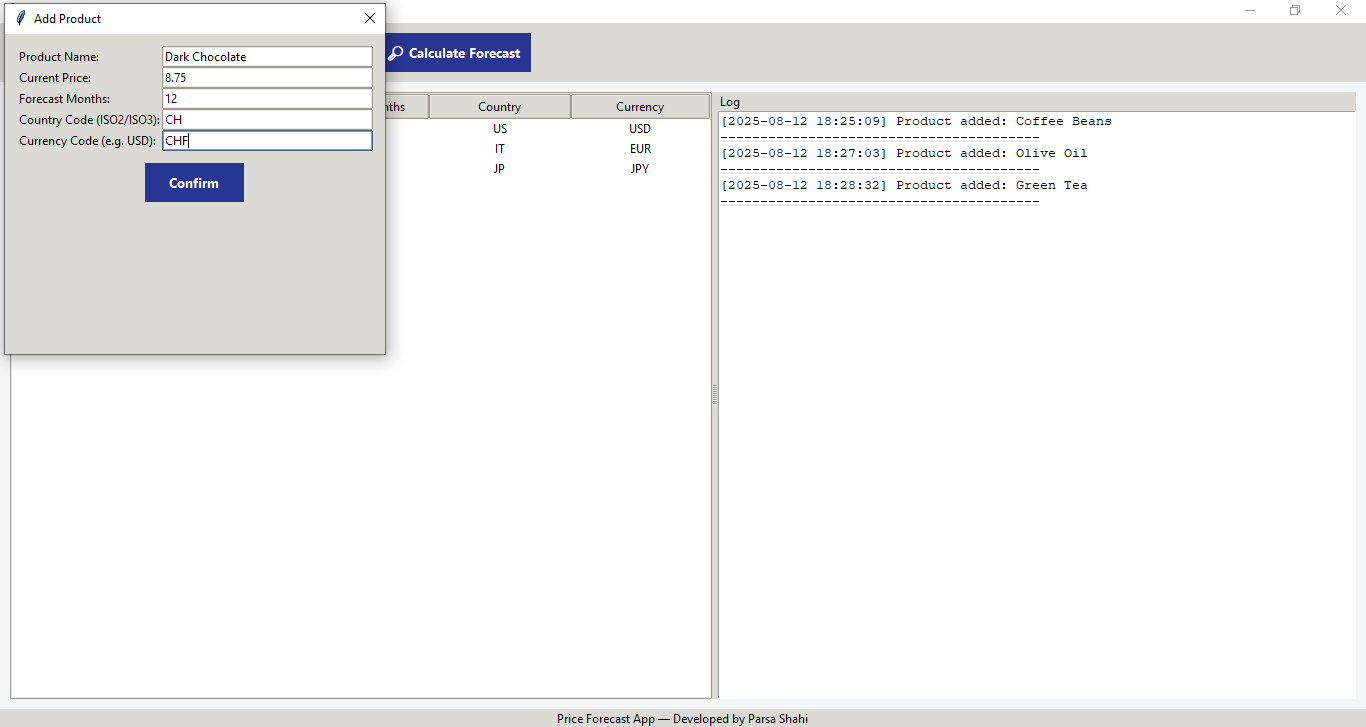 Add Product
Product Name: Dark Chocolate
Current Price: 8.75
Forecast Months: 12
Country Code (ISO2/ISO3): CH
Currency Code (e.g. USD): CHF
Confirm
Calculate Forecast
Country Currency
US USD
IT EUR
JP JPY
Log
[2025-08-12 18:25:09] Product added: Coffee Beans
----------------------------------------
[2025-08-12 18:27:03] Product added: Olive Oil
----------------------------------------
[2025-08-12 18:28:32] Product added: Green Tea
----------------------------------------
Price Forecast App — Developed by Parsa Shahi